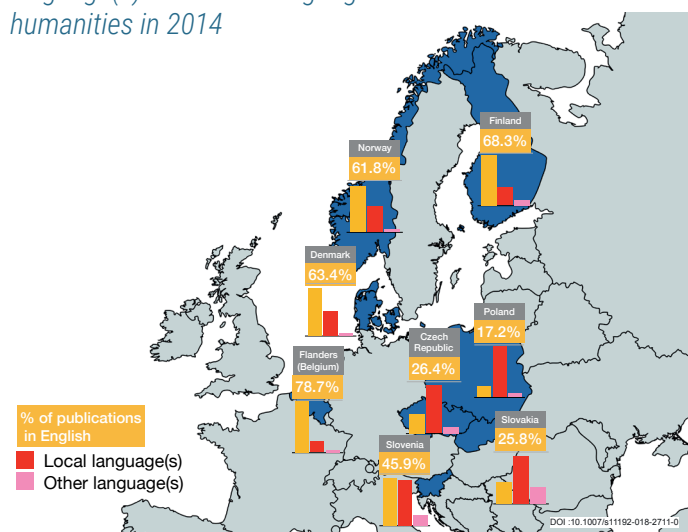 humanities in 2014
Finland
68.3%
Norway
61.8%
Denmark
63.4%
Poland
17.2%
Czech
Republic
26.4%
Flanders
(Belgium)
78.7%
Slovakia
25.8%
Slovenia
45.9%
% of publications
in English
Local language(s)
Other language(s)
DOI :10.1007/s11192-018-2711-0